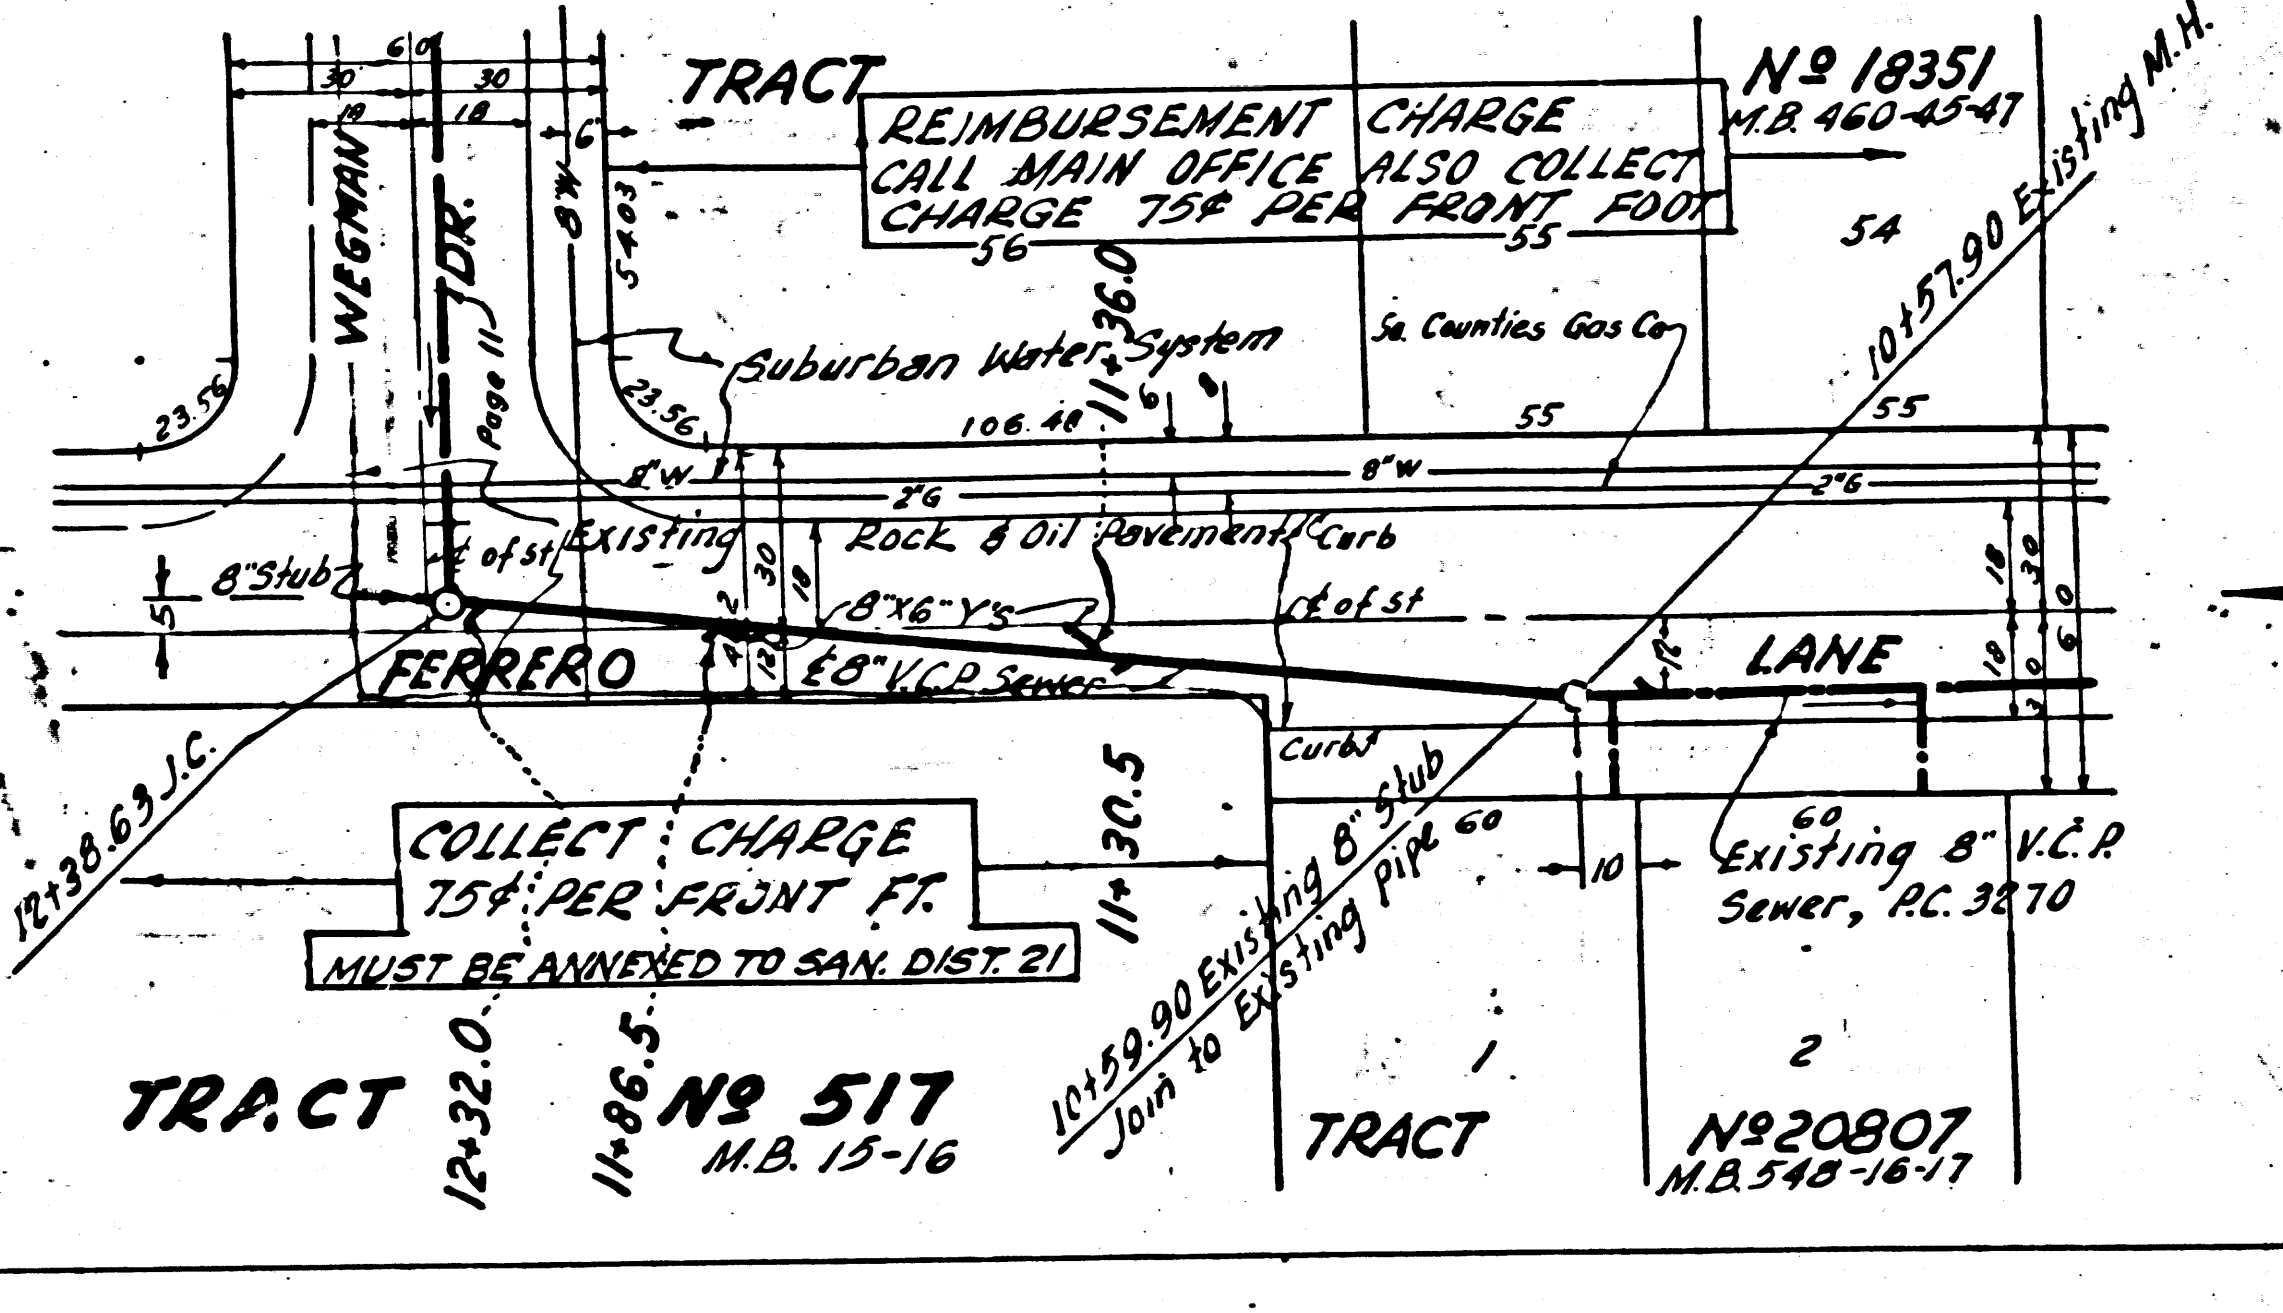 60
30 30
18 18
6'
TRACT Nº 18351
M.B. 460-45-47
REIMBURSEMENT CHARGE
CALL MAIN OFFICE ALSO COLLECT
CHARGE 75¢ PER FRONT FOOT
56 55 54
WEGMAN DR.
8"W
54.03
Page 11
11+36.0
10+57.90 Existing M.H.
Suburban Water System
So. Counties Gas Co
23.56 23.56
106.48 6 8 55 55
8"W 8"W
2"G 2"G
¢ of st Existing Rock & Oil Pavement Curb
8"Stub
5
30 18
42
12
8"X6" Y's
¢ of st
18 30
60
18 30
12
FERRERO LANE
¢ 8" V.C.P. Sewer
Curb
12+38.63 J.C.
COLLECT CHARGE
75¢ PER FRONT FT.
MUST BE ANNEXED TO SAN. DIST. 21
11+30.5
10+59.90 Existing 8" Stub
Join to Existing Pipe
60 60
10
Existing 8" V.C.P.
Sewer, P.C. 3270
12+32.0
11+86.5
TRACT Nº 517
M.B. 15-16
1 2
TRACT Nº 20807
M.B. 548-16-17